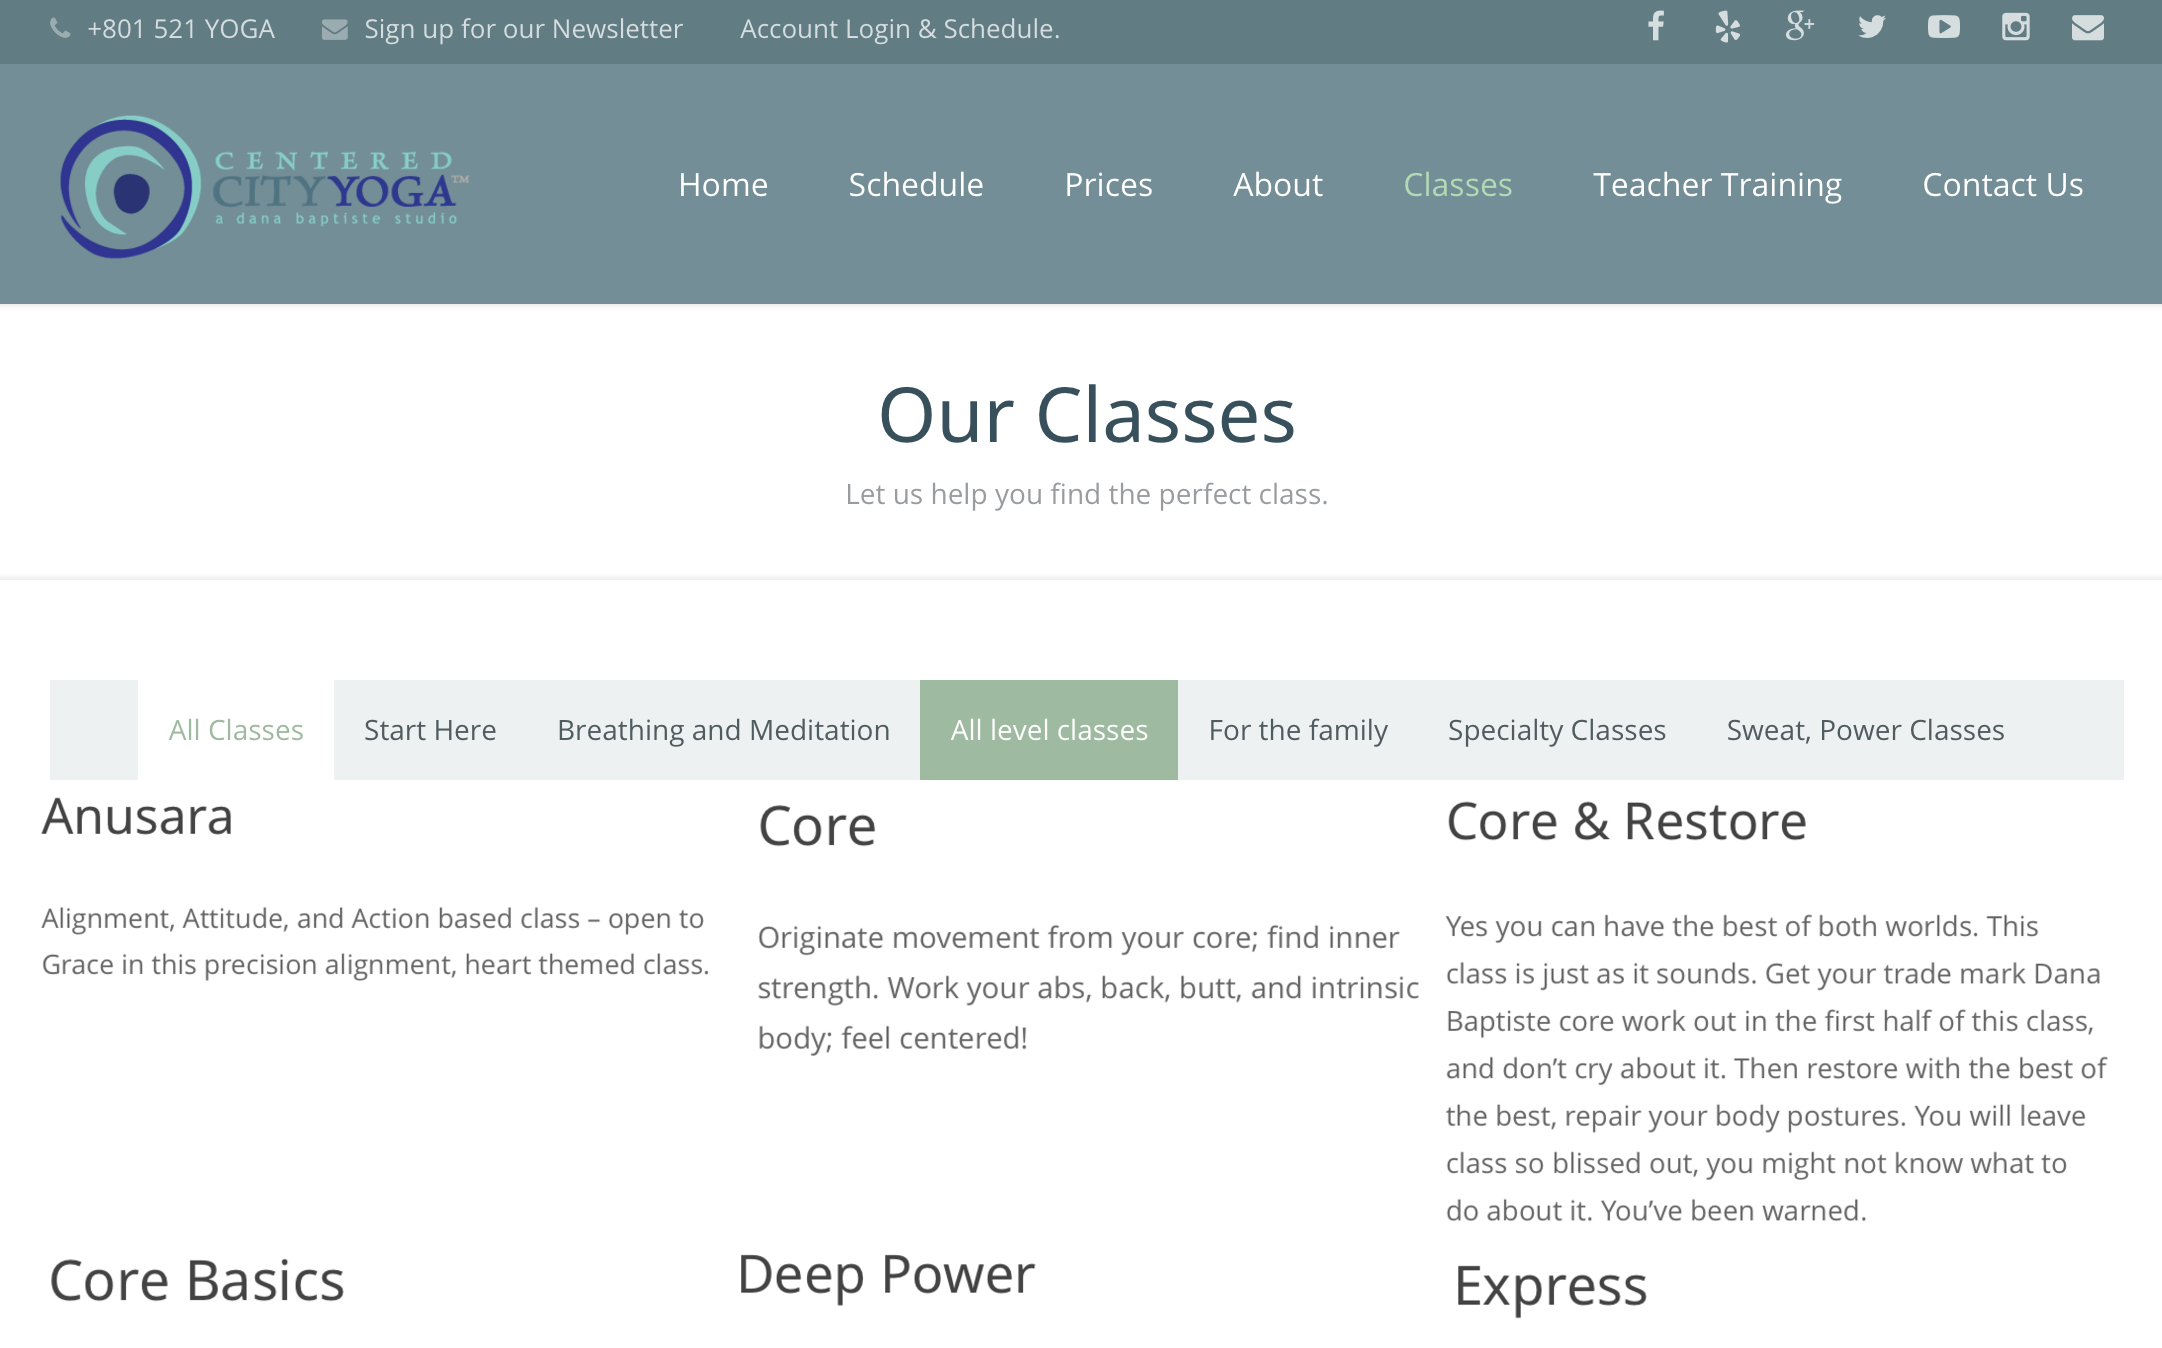 +801 521 YOGA
Sign up for our Newsletter
Account Login & Schedule.
CENTERED
CITYYOGA™
a dana baptiste studio
Home
Schedule
Prices
About
Classes
Teacher Training
Contact Us
Our Classes
Let us help you find the perfect class.
All Classes
Start Here
Breathing and Meditation
All level classes
For the family
Specialty Classes
Sweat, Power Classes
Anusara
Alignment, Attitude, and Action based class – open to
Grace in this precision alignment, heart themed class.
Core
Originate movement from your core; find inner
strength. Work your abs, back, butt, and intrinsic
body; feel centered!
Core & Restore
Yes you can have the best of both worlds. This
class is just as it sounds. Get your trade mark Dana
Baptiste core work out in the first half of this class,
and don’t cry about it. Then restore with the best of
the best, repair your body postures. You will leave
class so blissed out, you might not know what to
do about it. You’ve been warned.
Core Basics
Deep Power
Express